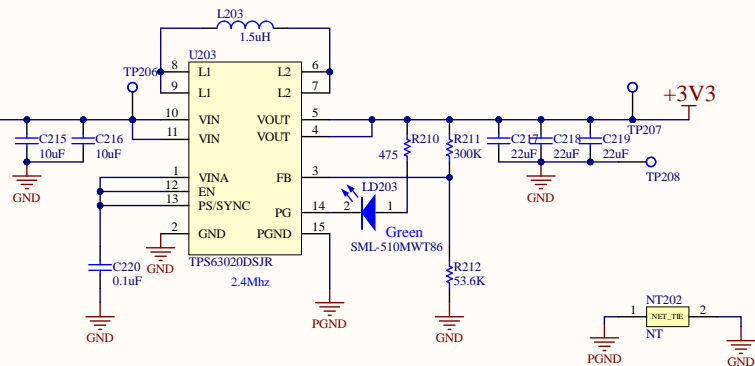 L203
1.5uH
U203
TP206
8 L1 L2 6
9 L1 L2 7
10 VIN VOUT 5
11 VIN VOUT 4
1 VINA FB 3
12 EN
13 PS/SYNC
PG 14
2 GND PGND 15
TPS63020DSJR
2.4Mhz
C215
10uF
C216
10uF
GND
C220
0.1uF
GND
GND
PGND
R210
475
R211
300K
LD203
2 1
Green
SML-510MWT86
R212
53.6K
GND
C217
22uF
C218
22uF
C219
22uF
GND
+3V3
TP207
TP208
NT202
1 NET_TIE 2
NT
PGND
GND